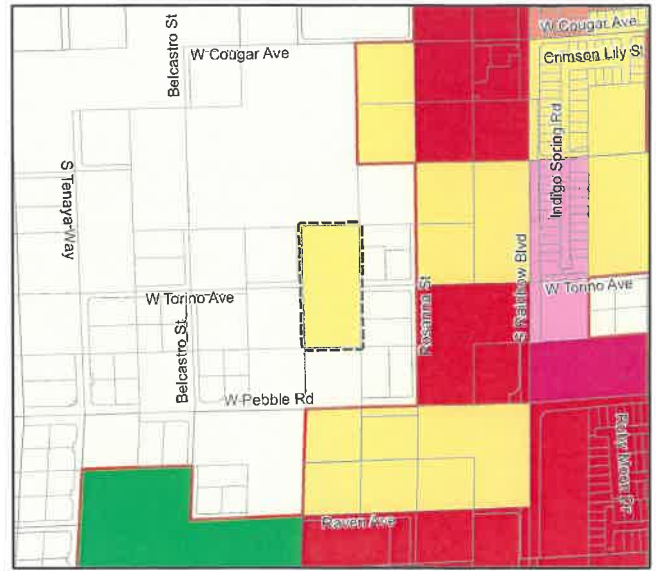 W Cougar Ave
Belcastro St
W Cougar Ave
Crimson Lily St
S Tenaya Way
Indigo Spring Rd
W Torino Ave
Belcastro St
Rosanna St
S Rainbow Blvd
W Torino Ave
W Pebble Rd
Raven Ave